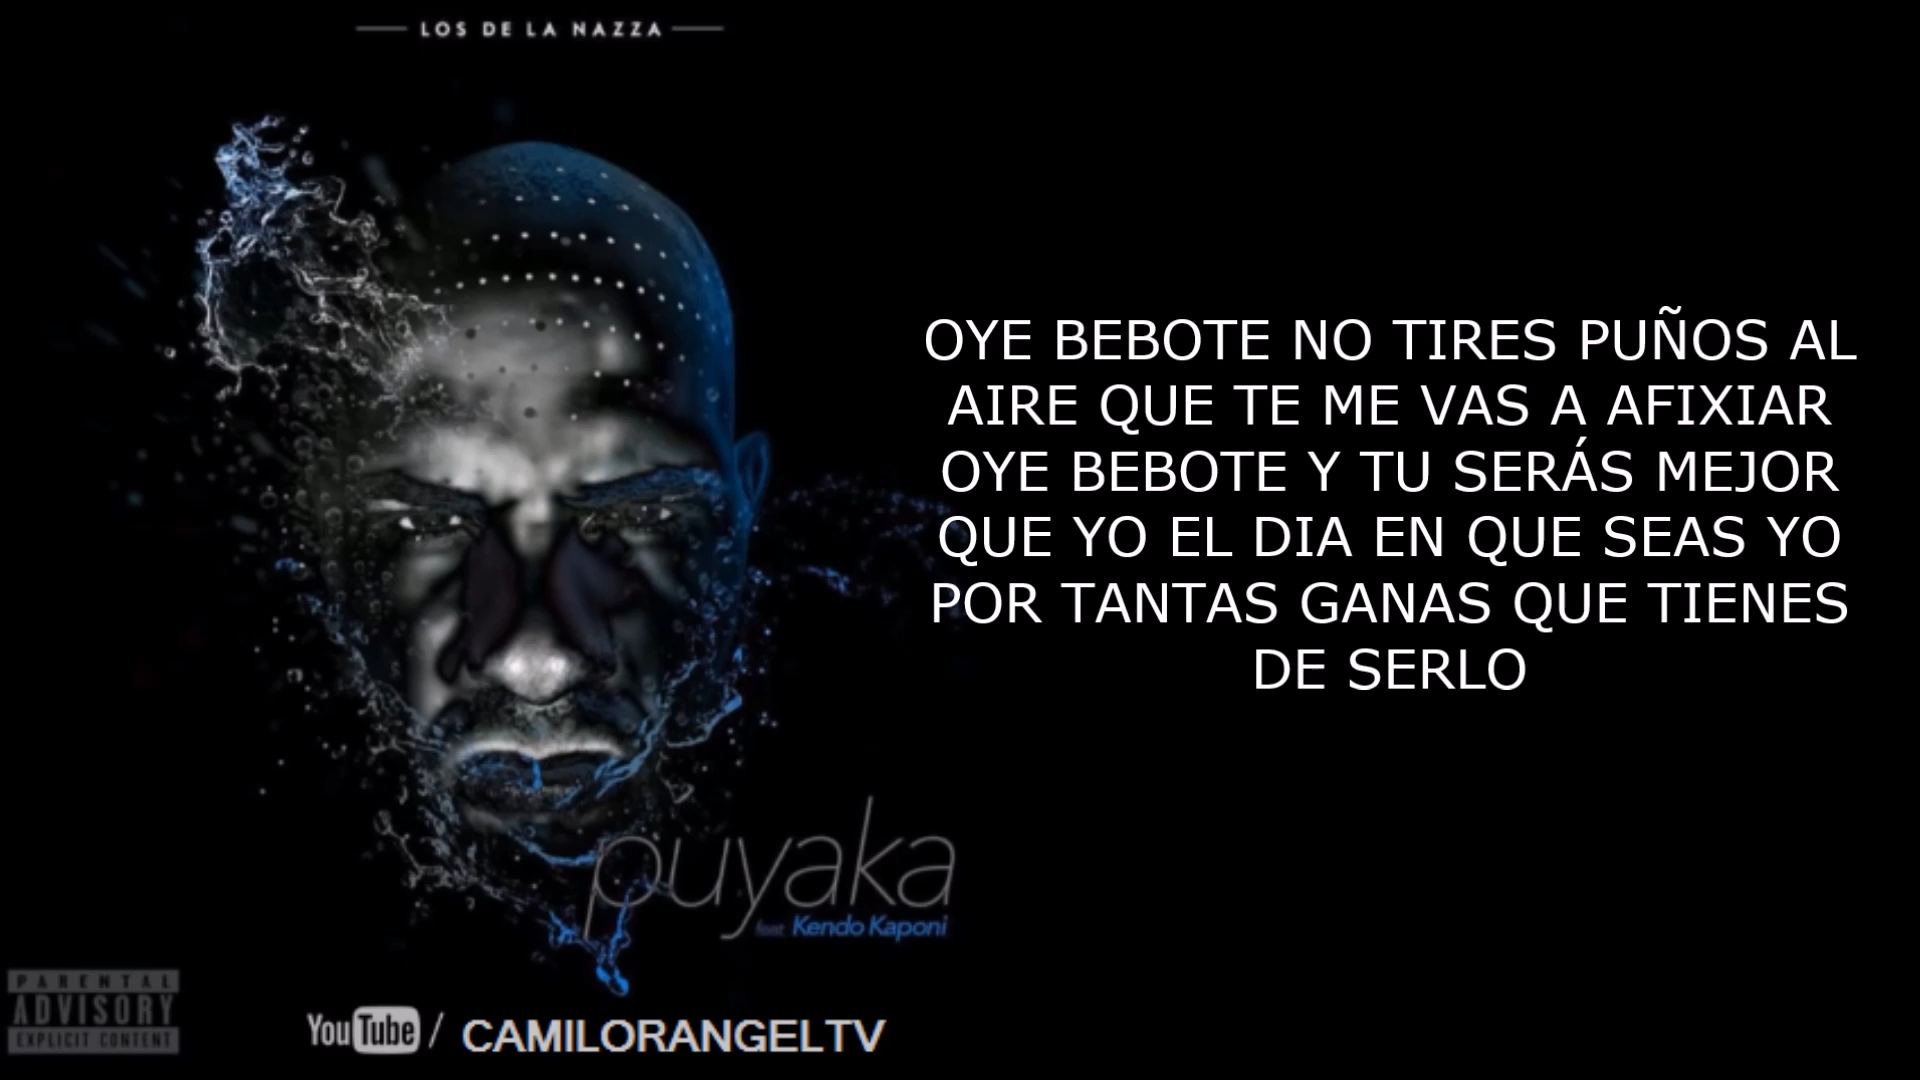 LOS DE LA NAZZA
OYE BEBOTE NO TIRES PUÑOS AL
AIRE QUE TE ME VAS A AFIXIAR
OYE BEBOTE Y TU SERÁS MEJOR
QUE YO EL DIA EN QUE SEAS YO
POR TANTAS GANAS QUE TIENES
DE SERLO
puyaka
feat Kendo Kaponi
PARENTAL
ADVISORY
EXPLICIT CONTENT
YouTube / CAMILORANGELTV